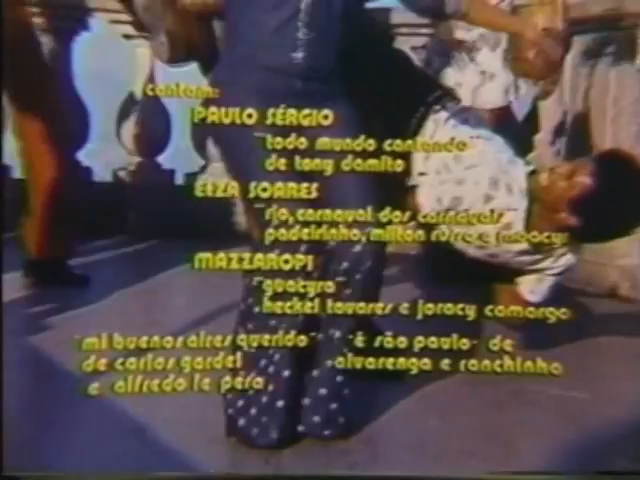 cantam:
PAULO SÉRGIO
"todo mundo cantando"
de tony damito
ELZA SOARES
"rio, carnaval dos carnavais"
padeirinho, milton
MAZZAROPI
"guacyra"
heckel tavares e joracy camargo
"mi buenos aires querido" "é são paulo" de
de carlos gardel alvarenga e ranchinho
e alfredo le pera.